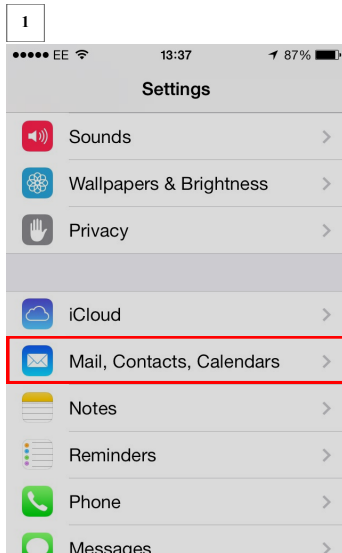 1
EE 13:37 87%
Settings
Sounds
Wallpapers & Brightness
Privacy
iCloud
Mail, Contacts, Calendars
Notes
Reminders
Phone
Messages